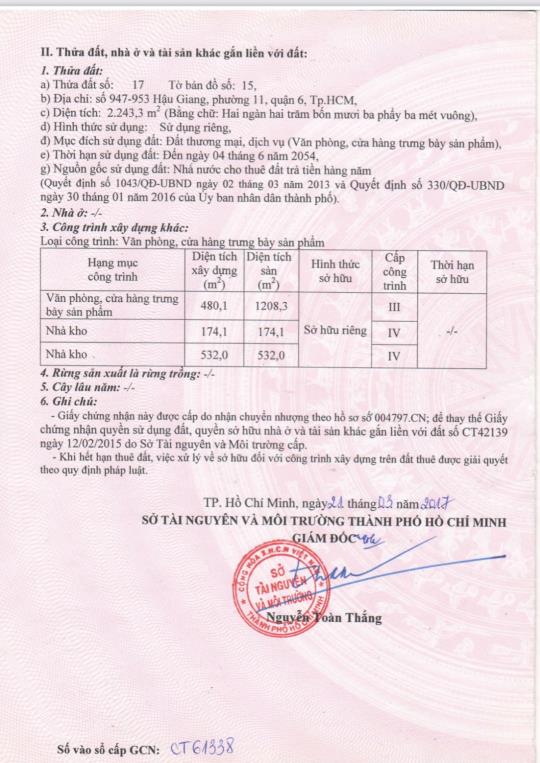 II. Thửa đất, nhà ở và tài sản khác gắn liền với đất:
1. Thửa đất:
a) Thửa đất số: 17 Tờ bản đồ số: 15,
b) Địa chỉ: số 947-953 Hậu Giang, phường 11, quận 6, Tp.HCM,
c) Diện tích: 2.243,3 m² (Bằng chữ: Hai ngàn hai trăm bốn mươi ba phẩy ba mét vuông),
d) Hình thức sử dụng: Sử dụng riêng,
đ) Mục đích sử dụng đất: Đất thương mại, dịch vụ (Văn phòng, cửa hàng trưng bày sản phẩm),
e) Thời hạn sử dụng đất: Đến ngày 04 tháng 6 năm 2054,
g) Nguồn gốc sử dụng đất: Nhà nước cho thuê đất trả tiền hàng năm
(Quyết định số 1043/QĐ-UBND ngày 02 tháng 03 năm 2013 và Quyết định số 330/QĐ-UBND
ngày 30 tháng 01 năm 2016 của Ủy ban nhân dân thành phố).
2. Nhà ở: -/-
3. Công trình xây dựng khác:
Loại công trình: Văn phòng, cửa hàng trưng bày sản phẩm
Hạng mục công trình Diện tích xây dựng (m²) Diện tích sàn (m²) Hình thức sở hữu Cấp công trình Thời hạn sở hữu
Văn phòng, cửa hàng trưng bày sản phẩm 480,1 1208,3 Sở hữu riêng III -/-
Nhà kho 174,1 174,1 IV
Nhà kho 532,0 532,0 IV
4. Rừng sản xuất là rừng trồng: -/-
5. Cây lâu năm: -/-
6. Ghi chú:
- Giấy chứng nhận này được cấp do nhận chuyển nhượng theo hồ sơ số 004797.CN; để thay thế Giấy
chứng nhận quyền sử dụng đất, quyền sở hữu nhà ở và tài sản khác gắn liền với đất số CT42139
ngày 12/02/2015 do Sở Tài nguyên và Môi trường cấp.
- Khi hết hạn thuê đất, việc xử lý về sở hữu đối với công trình xây dựng trên đất thuê được giải quyết
theo quy định pháp luật.
TP. Hồ Chí Minh, ngày 21 tháng 03 năm 2017
SỞ TÀI NGUYÊN VÀ MÔI TRƯỜNG THÀNH PHỐ HỒ CHÍ MINH
GIÁM ĐỐC
CỘNG HÒA X.H.C.N VIỆT NAM
SỞ
TÀI NGUYÊN
VÀ MÔI TRƯỜNG
THÀNH PHỐ HỒ CHÍ MINH
Nguyễn Toàn Thắng
Số vào sổ cấp GCN: CT61338